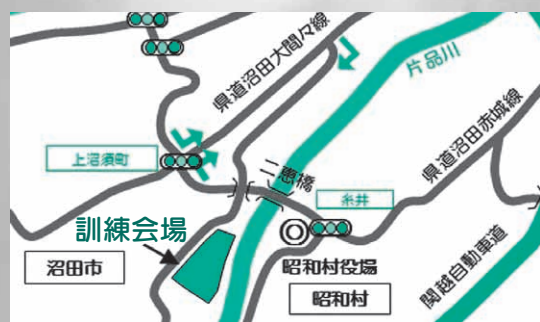 県道沼田大間々線
片品川
県道沼田赤城線
上沼須町
二恵橋
糸井
訓練会場
沼田市
昭和村役場
昭和村
関越自動車道